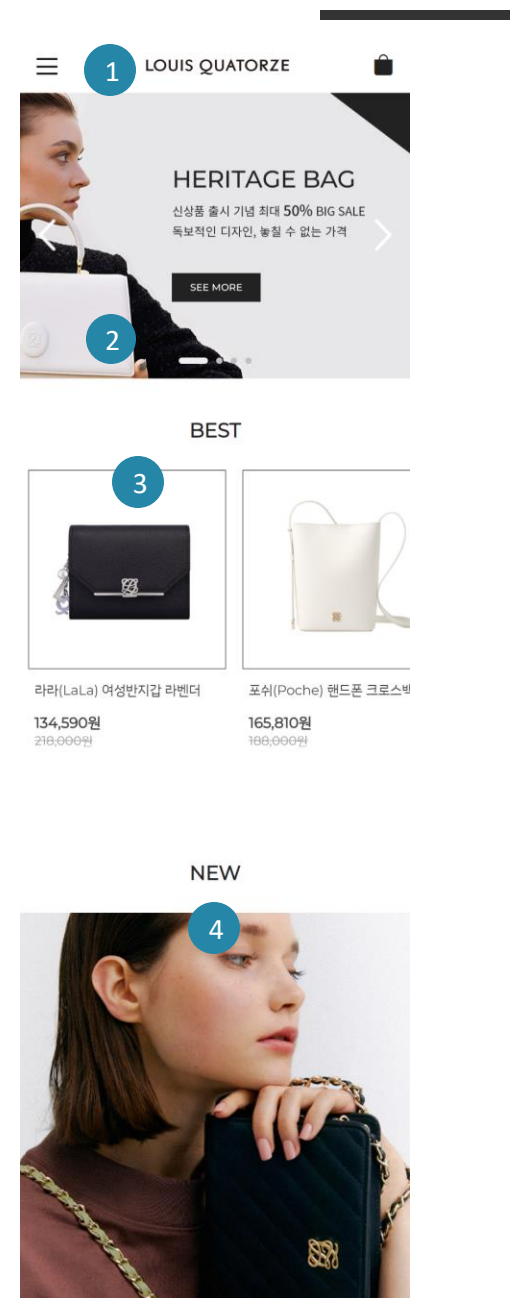 1
LOUIS QUATORZE
HERITAGE BAG
신상품 출시 기념 최대 50% BIG SALE
독보적인 디자인, 놓칠 수 없는 가격
SEE MORE
2
BEST
3
라라(LaLa) 여성반지갑 라벤더
134,590원
218,000원
포쉬(Poche) 핸드폰 크로스백
165,810원
188,000원
NEW
4